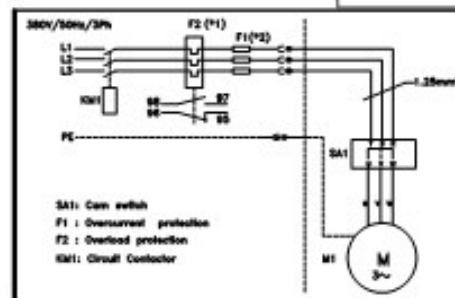 380V/50Hz/3Ph
F2 (*1)
F1(*2)
L1
L2
L3
KM1
98 97
96 95
PE
1.25mm²
SA1
U V W
M1
M
3~
SA1: Cam switch
F1 : Overcurrent protection
F2 : Overload protection
KM1: Circuit Contactor